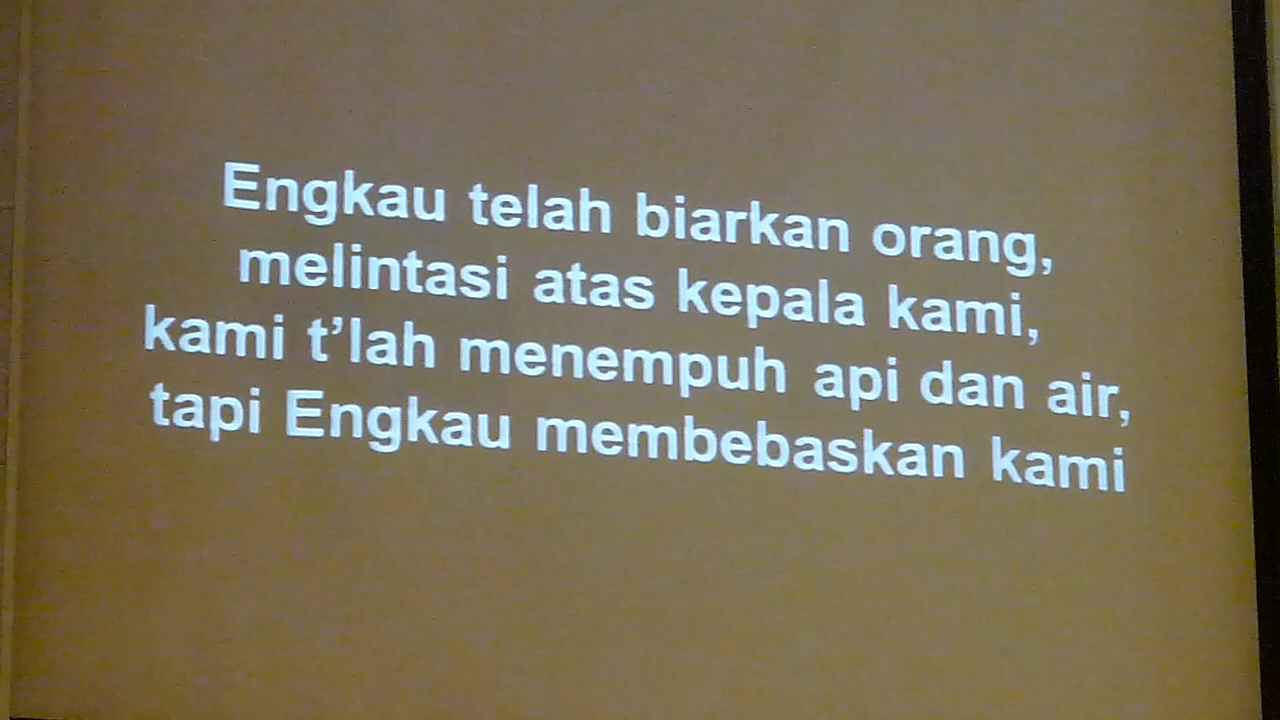 Engkau telah biarkan orang,
melintasi atas kepala kami,
kami t’lah menempuh api dan air,
tapi Engkau membebaskan kami